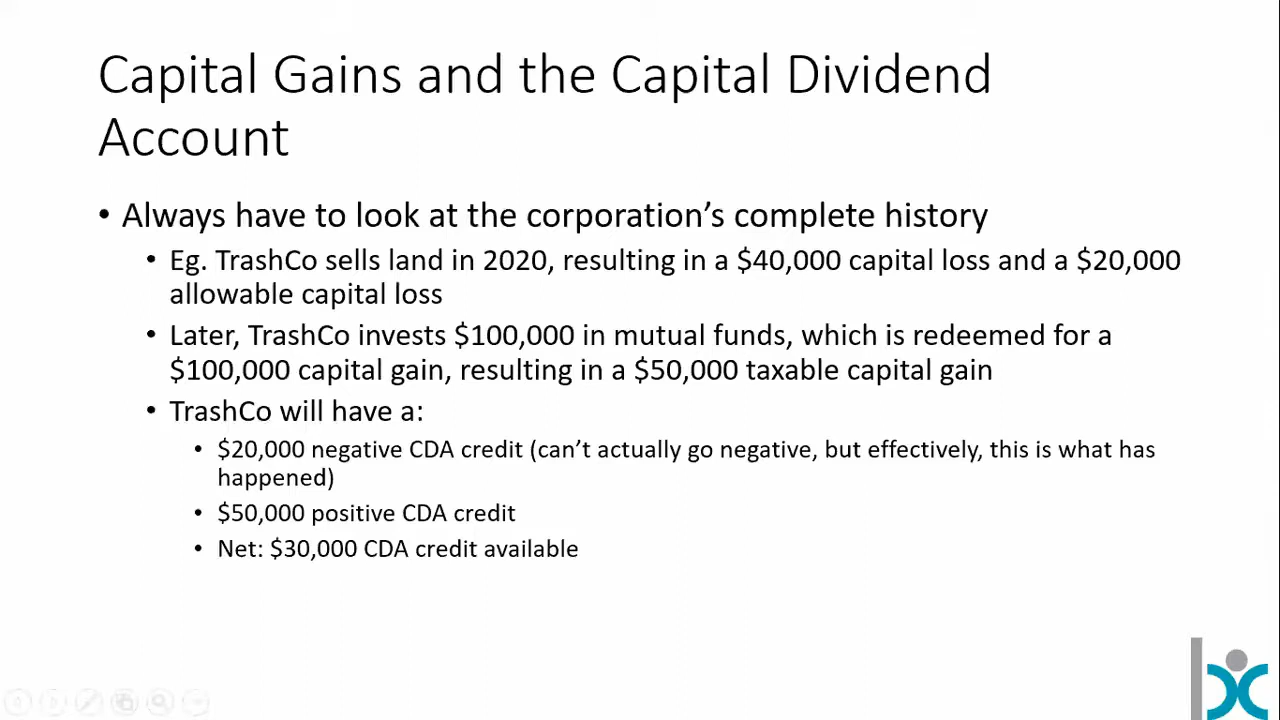 Capital Gains and the Capital Dividend
Account
• Always have to look at the corporation’s complete history
• Eg. TrashCo sells land in 2020, resulting in a $40,000 capital loss and a $20,000
allowable capital loss
• Later, TrashCo invests $100,000 in mutual funds, which is redeemed for a
$100,000 capital gain, resulting in a $50,000 taxable capital gain
• TrashCo will have a:
• $20,000 negative CDA credit (can’t actually go negative, but effectively, this is what has
happened)
• $50,000 positive CDA credit
• Net: $30,000 CDA credit available